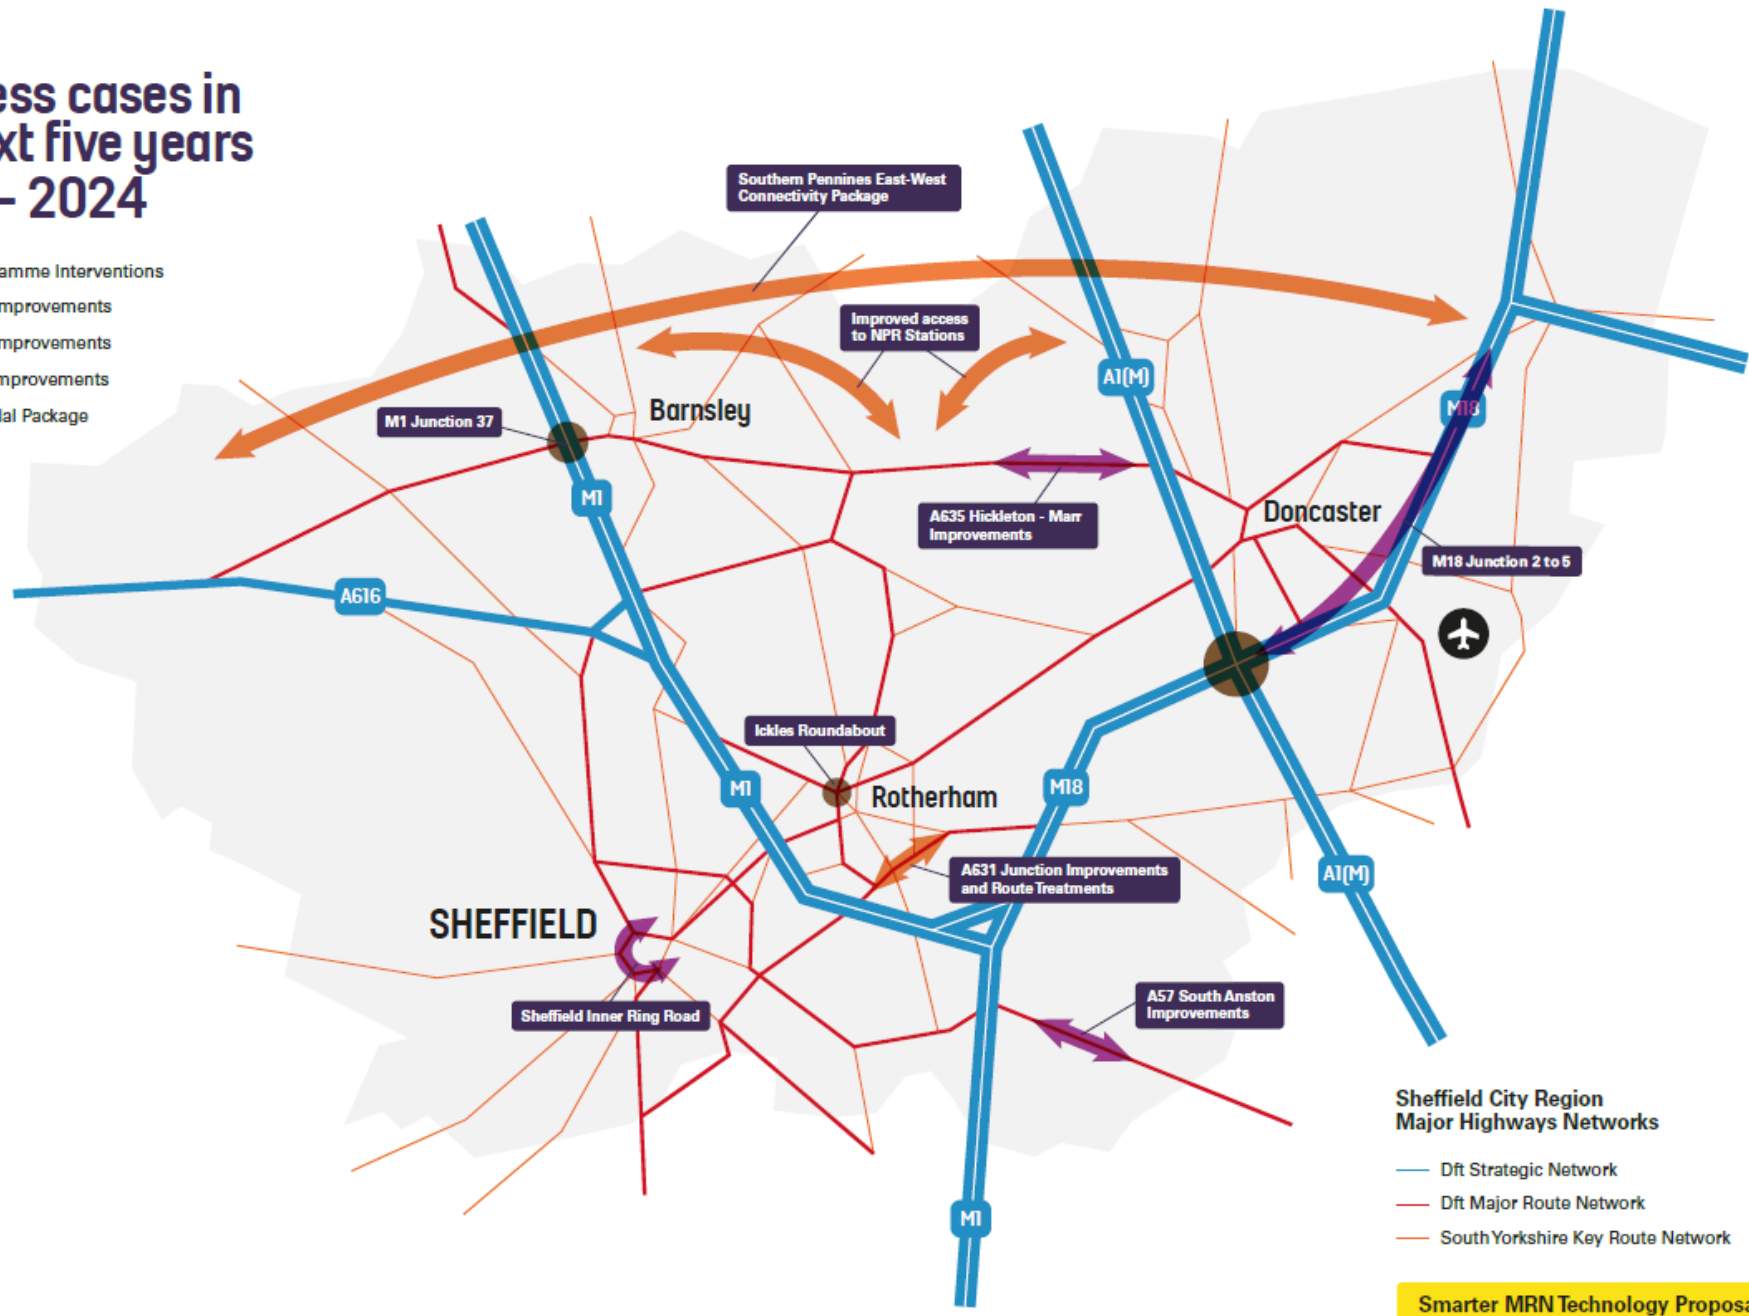 ess cases in
xt five years
– 2024
amme Interventions
mprovements
mprovements
mprovements
dal Package
Southern Pennines East-West
Connectivity Package
Improved access
to NPR Stations
A1(M)
M18
M1 Junction 37
Barnsley
M1
A635 Hickleton - Marr
Improvements
Doncaster
M18 Junction 2 to 5
A616
Ickles Roundabout
M1
Rotherham
M18
A631 Junction Improvements
and Route Treatments
A1(M)
SHEFFIELD
Sheffield Inner Ring Road
A57 South Anston
Improvements
M1
Sheffield City Region
Major Highways Networks
Dft Strategic Network
Dft Major Route Network
South Yorkshire Key Route Network
Smarter MRN Technology Proposa